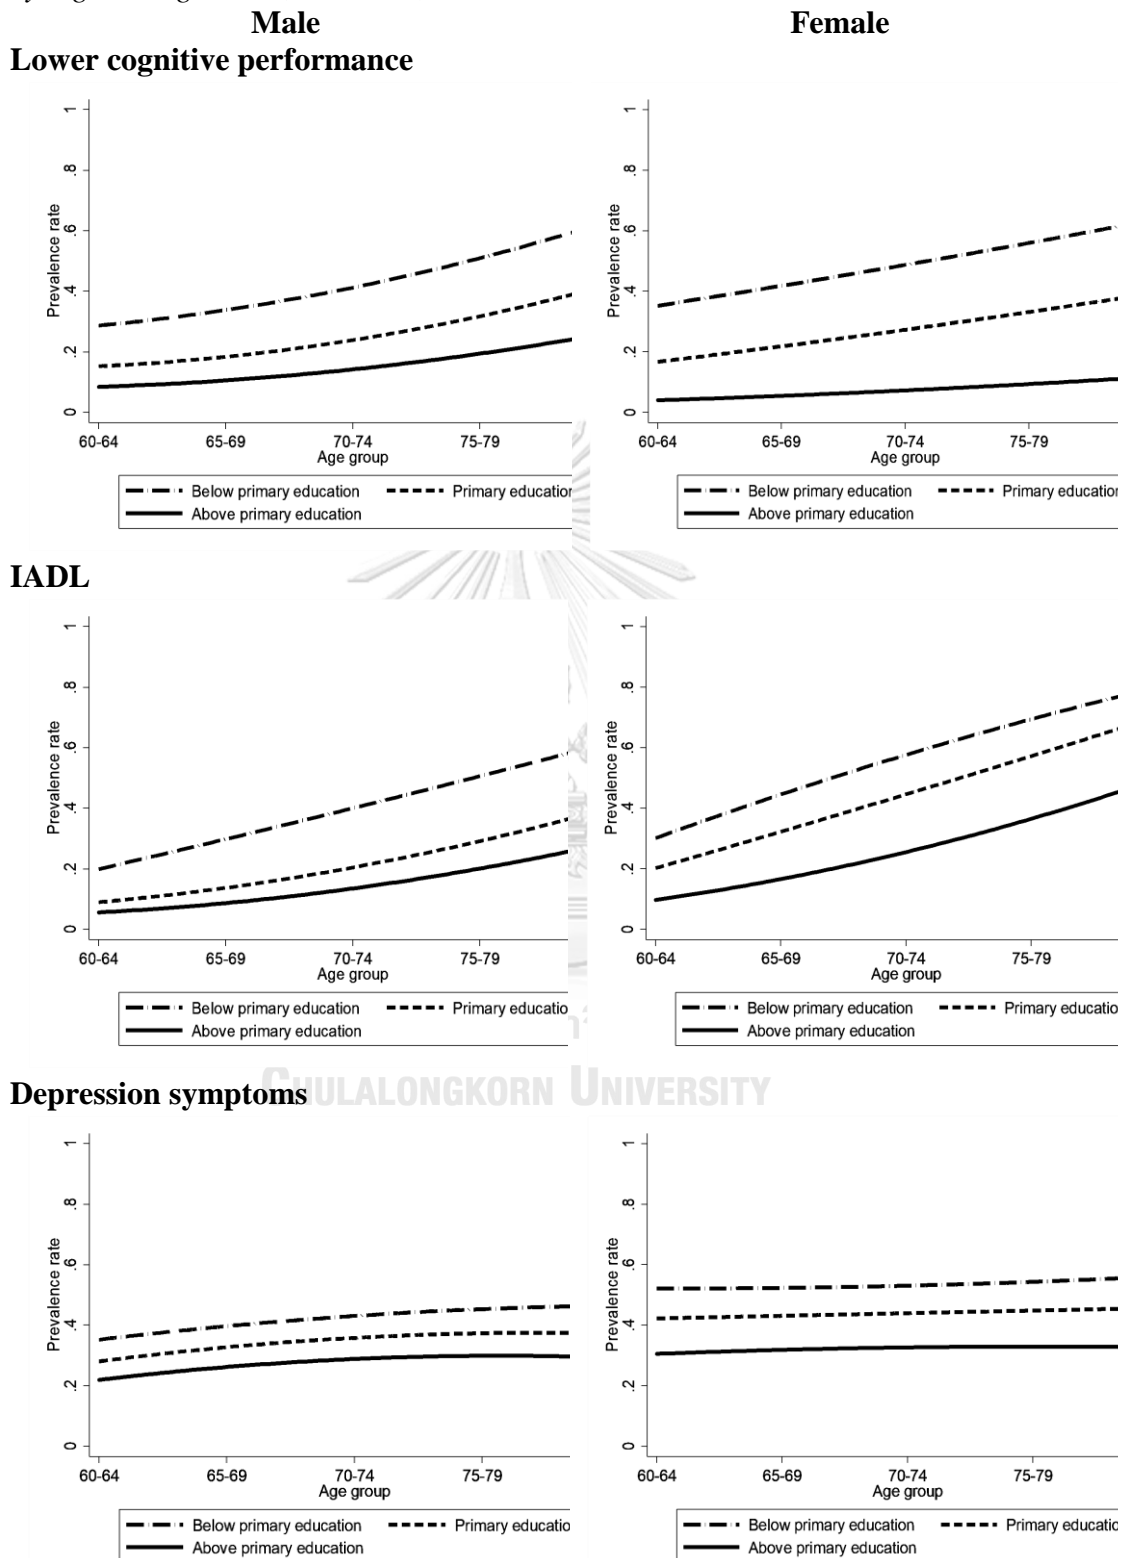 Male Female
Lower cognitive performance
Prevalence rate
0 .2 .4 .6 .8 1
60-64 65-69 70-74 75-79
Age group
Below primary education Primary education
Above primary education
Prevalence rate
0 .2 .4 .6 .8 1
60-64 65-69 70-74 75-79
Age group
Below primary education Primary education
Above primary education
IADL
Prevalence rate
0 .2 .4 .6 .8 1
60-64 65-69 70-74 75-79
Age group
Below primary education Primary educatio
Above primary education
Prevalence rate
0 .2 .4 .6 .8 1
60-64 65-69 70-74 75-79
Age group
Below primary education Primary educatio
Above primary education
CHULALONGKORN UNIVERSITY
Depression symptoms
Prevalence rate
0 .2 .4 .6 .8 1
60-64 65-69 70-74 75-79
Age group
Below primary education Primary educatio
Above primary education
Prevalence rate
0 .2 .4 .6 .8 1
60-64 65-69 70-74 75-79
Age group
Below primary education Primary educatio
Above primary education